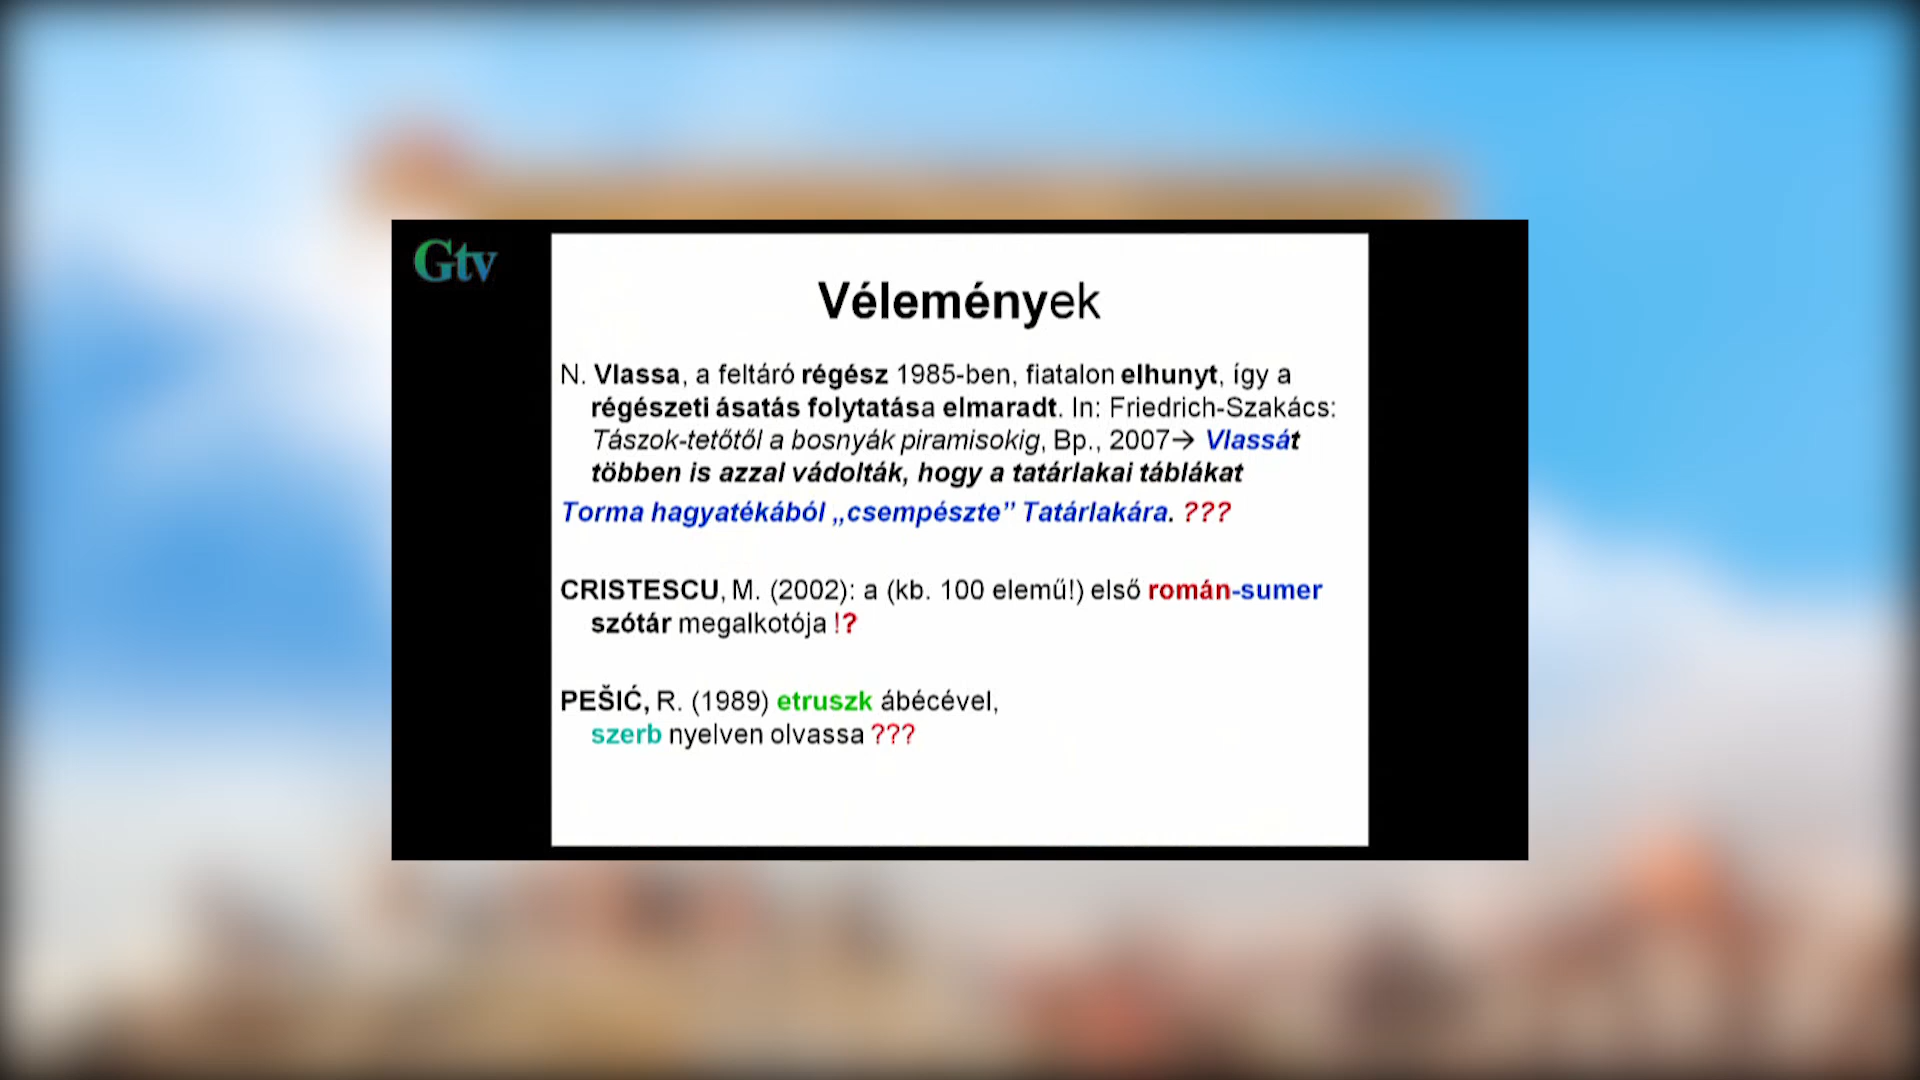 Gtv
Vélemények
N. Vlassa, a feltáró régész 1985-ben, fiatalon elhunyt, így a
régészeti ásatás folytatása elmaradt. In: Friedrich-Szakács:
Tászok-tetőtől a bosnyák piramisokig, Bp., 2007→ Vlassát
többen is azzal vádolták, hogy a tatárlakai táblákat
Torma hagyatékából „csempészte” Tatárlakára. ???
CRISTESCU, M. (2002): a (kb. 100 elemű!) első román-sumer
szótár megalkotója !?
PEŠIĆ, R. (1989) etruszk ábécével,
szerb nyelven olvassa ???